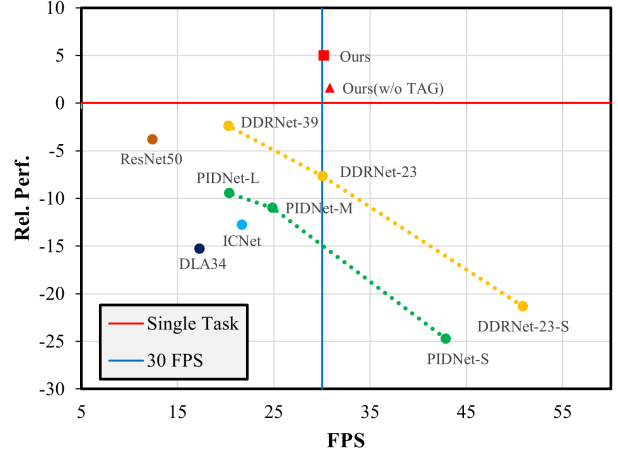 10
5
0
-5
-10
-15
-20
-25
-30
Rel. Perf.
Ours
Ours(w/o TAG)
DDRNet-39
ResNet50
DDRNet-23
PIDNet-L
PIDNet-M
ICNet
DLA34
DDRNet-23-S
PIDNet-S
Single Task
30 FPS
5 15 25 35 45 55
FPS